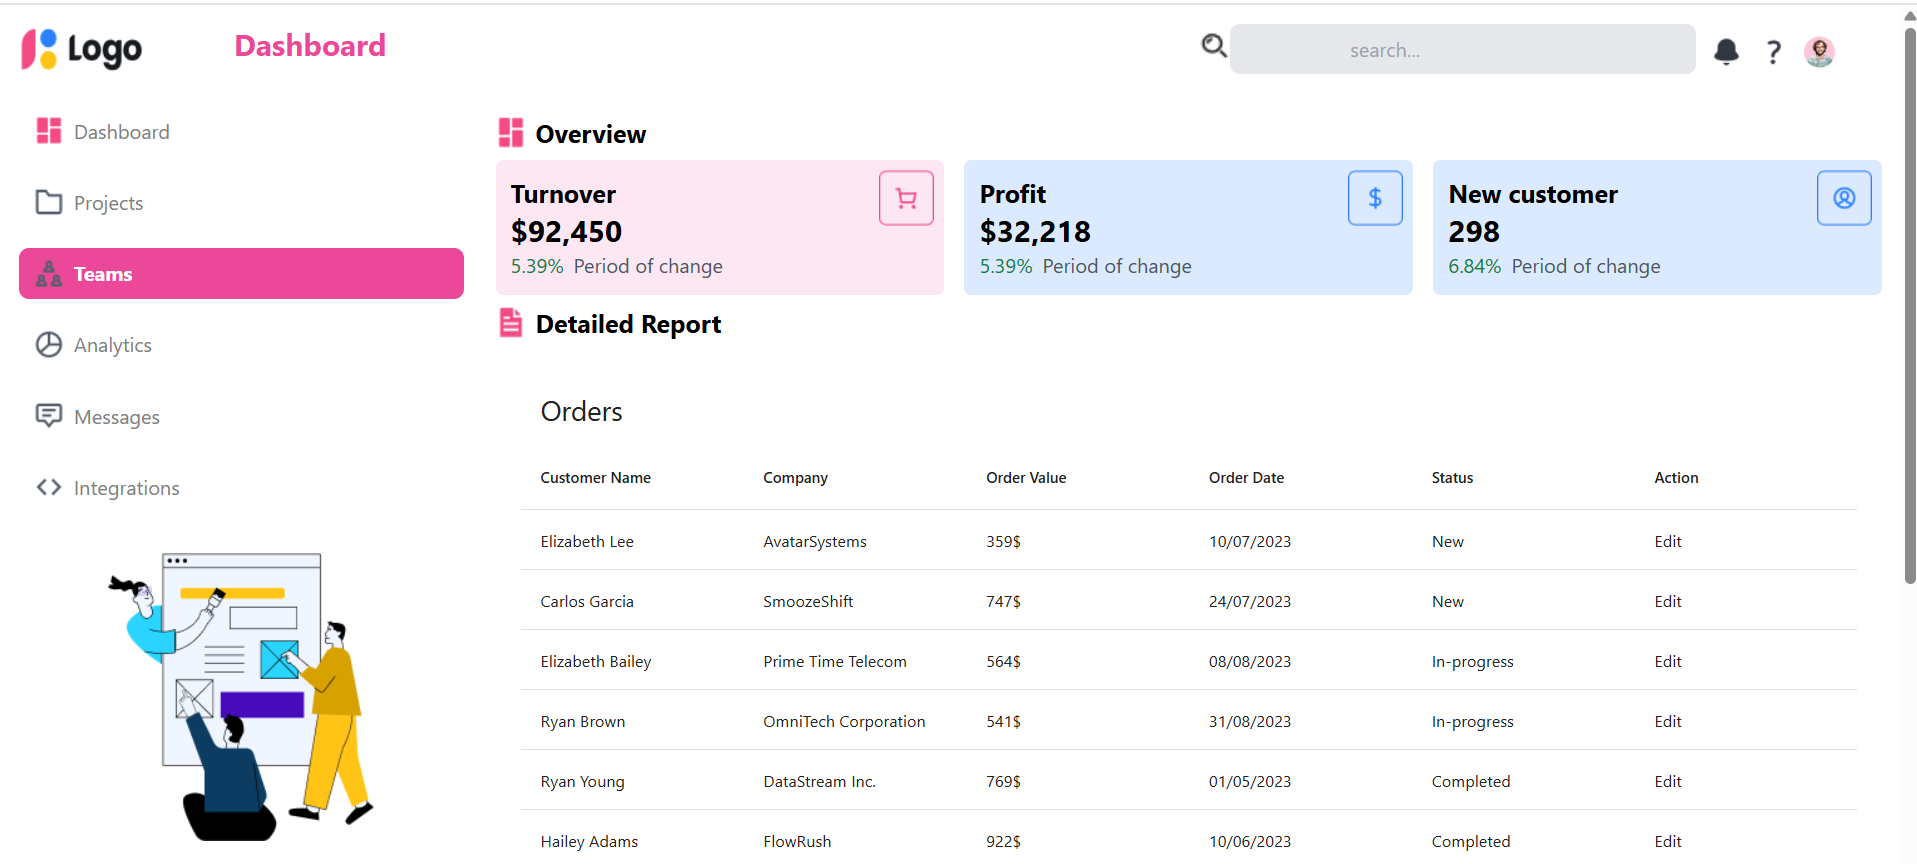 Logo
Dashboard
search...
?
Dashboard
Projects
Teams
Analytics
Messages
Integrations
Overview
Turnover
$92,450
5.39% Period of change
Profit
$32,218
5.39% Period of change
$
New customer
298
6.84% Period of change
Detailed Report
Orders
Customer Name Company Order Value Order Date Status Action
Elizabeth Lee AvatarSystems 359$ 10/07/2023 New Edit
Carlos Garcia SmoozeShift 747$ 24/07/2023 New Edit
Elizabeth Bailey Prime Time Telecom 564$ 08/08/2023 In-progress Edit
Ryan Brown OmniTech Corporation 541$ 31/08/2023 In-progress Edit
Ryan Young DataStream Inc. 769$ 01/05/2023 Completed Edit
Hailey Adams FlowRush 922$ 10/06/2023 Completed Edit